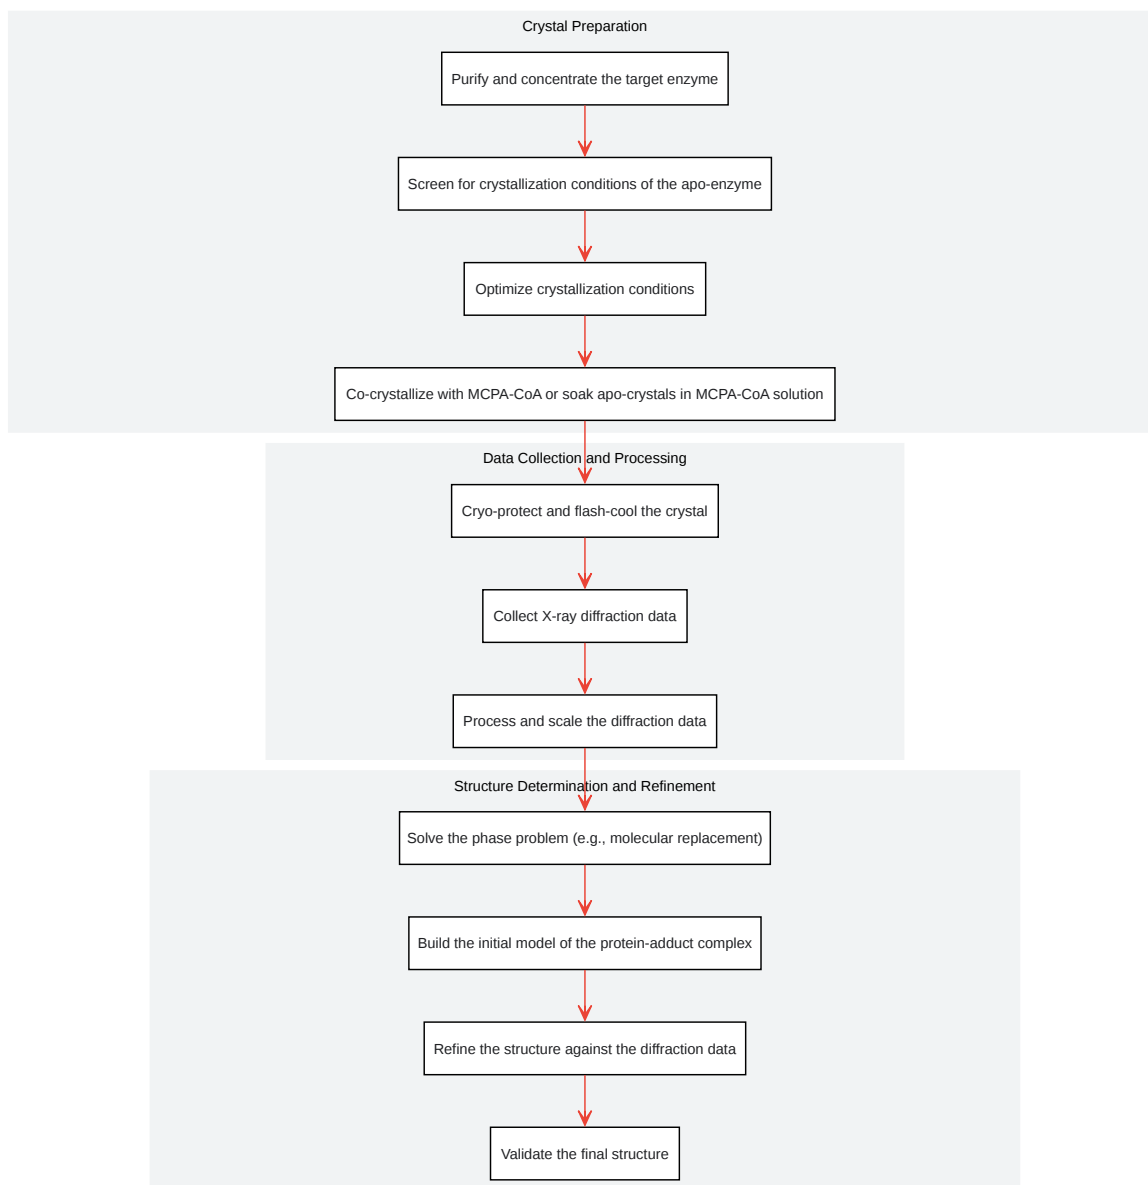 Crystal Preparation
Purify and concentrate the target enzyme
Screen for crystallization conditions of the apo-enzyme
Optimize crystallization conditions
Co-crystallize with MCPA-CoA or soak apo-crystals in MCPA-CoA solution
Data Collection and Processing
Cryo-protect and flash-cool the crystal
Collect X-ray diffraction data
Process and scale the diffraction data
Structure Determination and Refinement
Solve the phase problem (e.g., molecular replacement)
Build the initial model of the protein-adduct complex
Refine the structure against the diffraction data
Validate the final structure